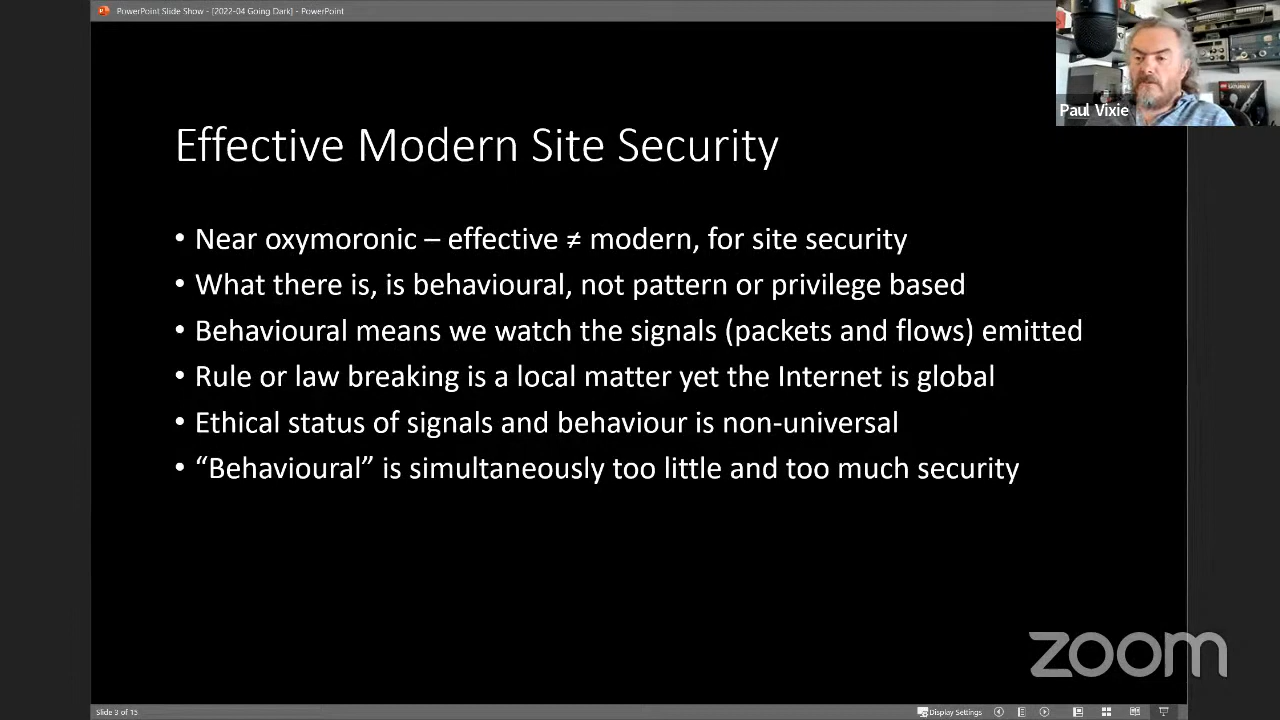 PowerPoint Slide Show - [2022-04 Going Dark] - PowerPoint
Paul Vixie
Effective Modern Site Security
• Near oxymoronic – effective ≠ modern, for site security
• What there is, is behavioural, not pattern or privilege based
• Behavioural means we watch the signals (packets and flows) emitted
• Rule or law breaking is a local matter yet the Internet is global
• Ethical status of signals and behaviour is non-universal
• “Behavioural” is simultaneously too little and too much security
zoom
Slide 3 of 15
Display Settings